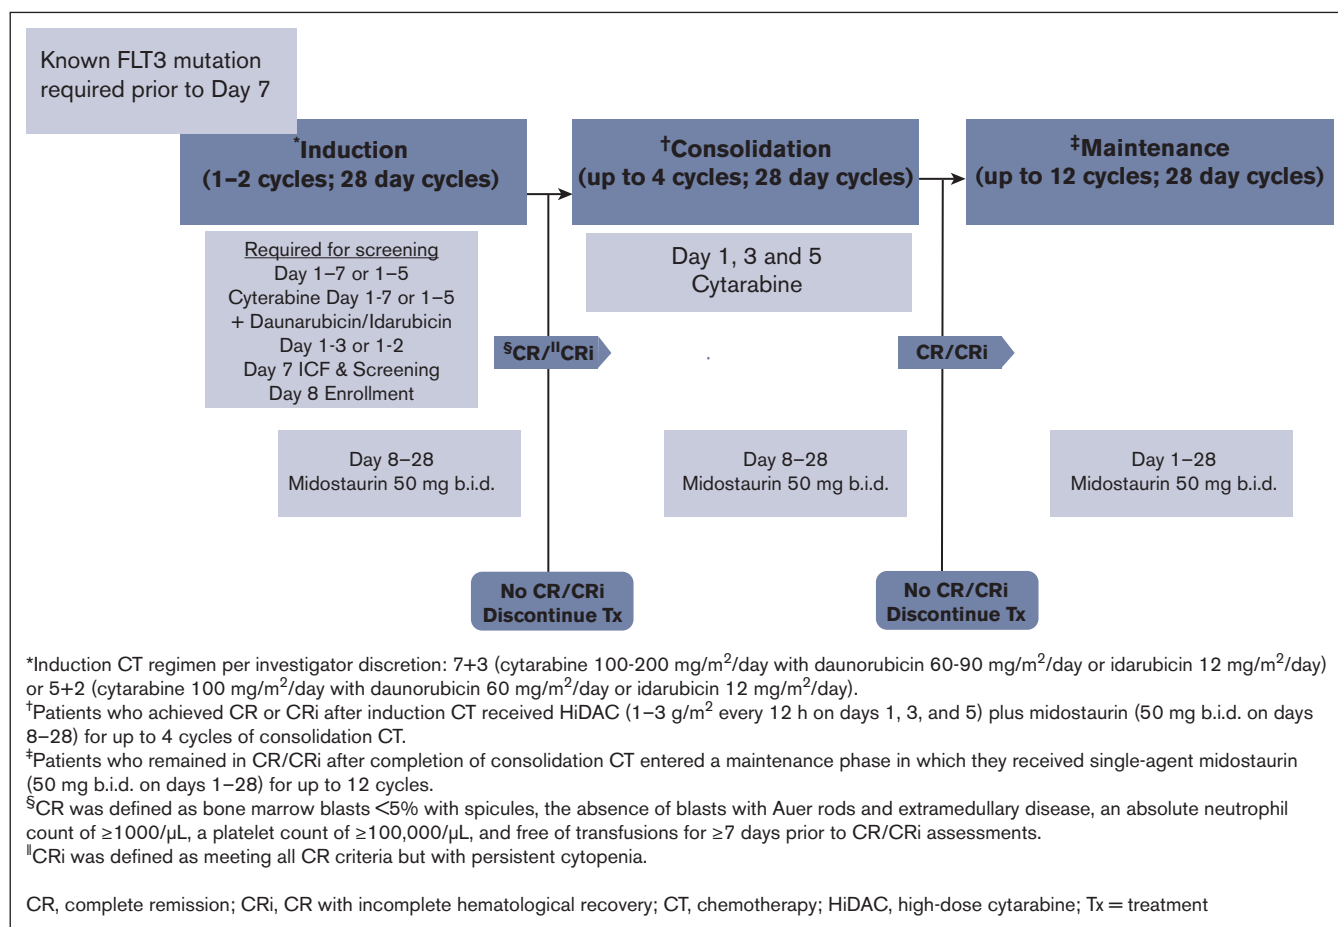 Known FLT3 mutation
required prior to Day 7
*Induction
(1–2 cycles; 28 day cycles)
†Consolidation
(up to 4 cycles; 28 day cycles)
‡Maintenance
(up to 12 cycles; 28 day cycles)
Required for screening
Day 1–7 or 1–5
Cyterabine Day 1-7 or 1–5
+ Daunarubicin/Idarubicin
Day 1-3 or 1-2
Day 7 ICF & Screening
Day 8 Enrollment
Day 1, 3 and 5
Cytarabine
§CR/||CRi
CR/CRi
Day 8–28
Midostaurin 50 mg b.i.d.
Day 8–28
Midostaurin 50 mg b.i.d.
Day 1–28
Midostaurin 50 mg b.i.d.
No CR/CRi
Discontinue Tx
No CR/CRi
Discontinue Tx
*Induction CT regimen per investigator discretion: 7+3 (cytarabine 100-200 mg/m²/day with daunorubicin 60-90 mg/m²/day or idarubicin 12 mg/m²/day)
or 5+2 (cytarabine 100 mg/m²/day with daunorubicin 60 mg/m²/day or idarubicin 12 mg/m²/day).
†Patients who achieved CR or CRi after induction CT received HiDAC (1–3 g/m² every 12 h on days 1, 3, and 5) plus midostaurin (50 mg b.i.d. on days
8–28) for up to 4 cycles of consolidation CT.
‡Patients who remained in CR/CRi after completion of consolidation CT entered a maintenance phase in which they received single-agent midostaurin
(50 mg b.i.d. on days 1–28) for up to 12 cycles.
§CR was defined as bone marrow blasts <5% with spicules, the absence of blasts with Auer rods and extramedullary disease, an absolute neutrophil
count of ≥1000/µL, a platelet count of ≥100,000/µL, and free of transfusions for ≥7 days prior to CR/CRi assessments.
||CRi was defined as meeting all CR criteria but with persistent cytopenia.
CR, complete remission; CRi, CR with incomplete hematological recovery; CT, chemotherapy; HiDAC, high-dose cytarabine; Tx = treatment